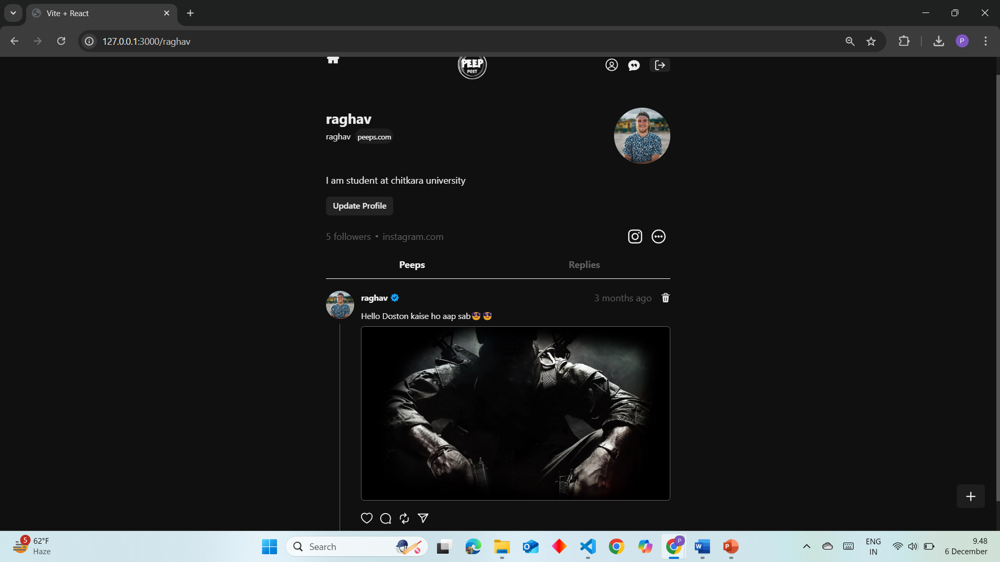 Vite + React
127.0.0.1:3000/raghav
P
PEEP
POST
raghav
raghav peeps.com
I am student at chitkara university
Update Profile
5 followers • instagram.com
Peeps Replies
raghav 3 months ago
Hello Doston kaise ho aap sab😎😎
5 62°F
Haze
Search
P
ENG
IN
9.48
6 December